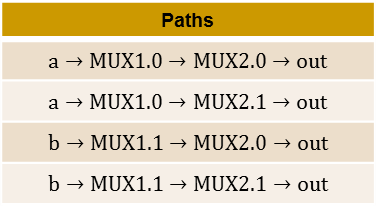 Paths
a → MUX1.0 → MUX2.0 → out
a → MUX1.0 → MUX2.1 → out
b → MUX1.1 → MUX2.0 → out
b → MUX1.1 → MUX2.1 → out